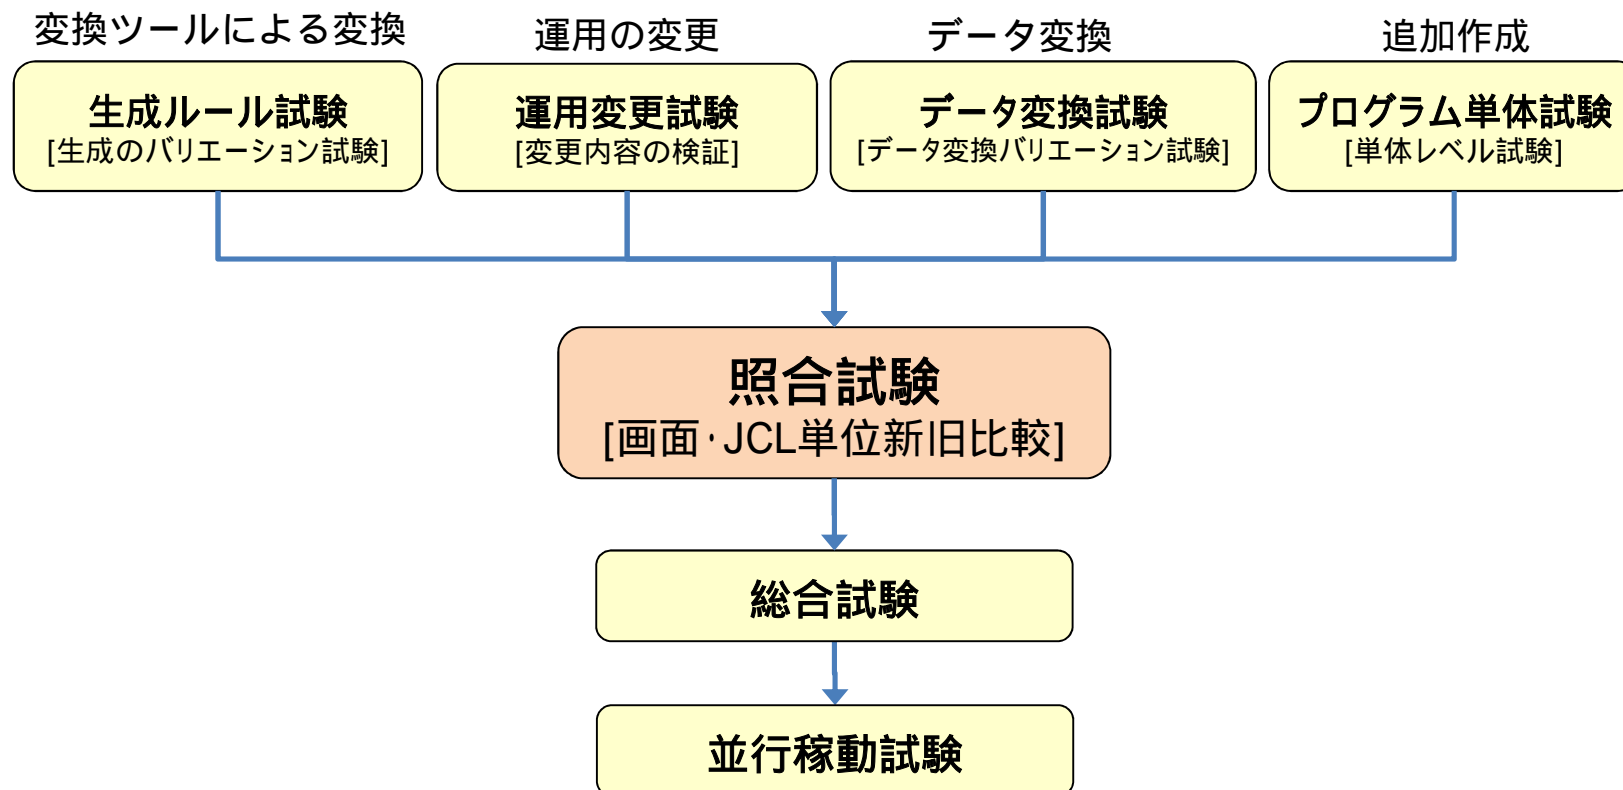 変換ツールによる変換
運用の変更
データ変換
追加作成
生成ルール試験
[生成のバリエーション試験]
運用変更試験
[変更内容の検証]
データ変換試験
[データ変換バリエーション試験]
プログラム単体試験
[単体レベル試験]
照合試験
[画面・JCL単位新旧比較]
総合試験
並行稼動試験